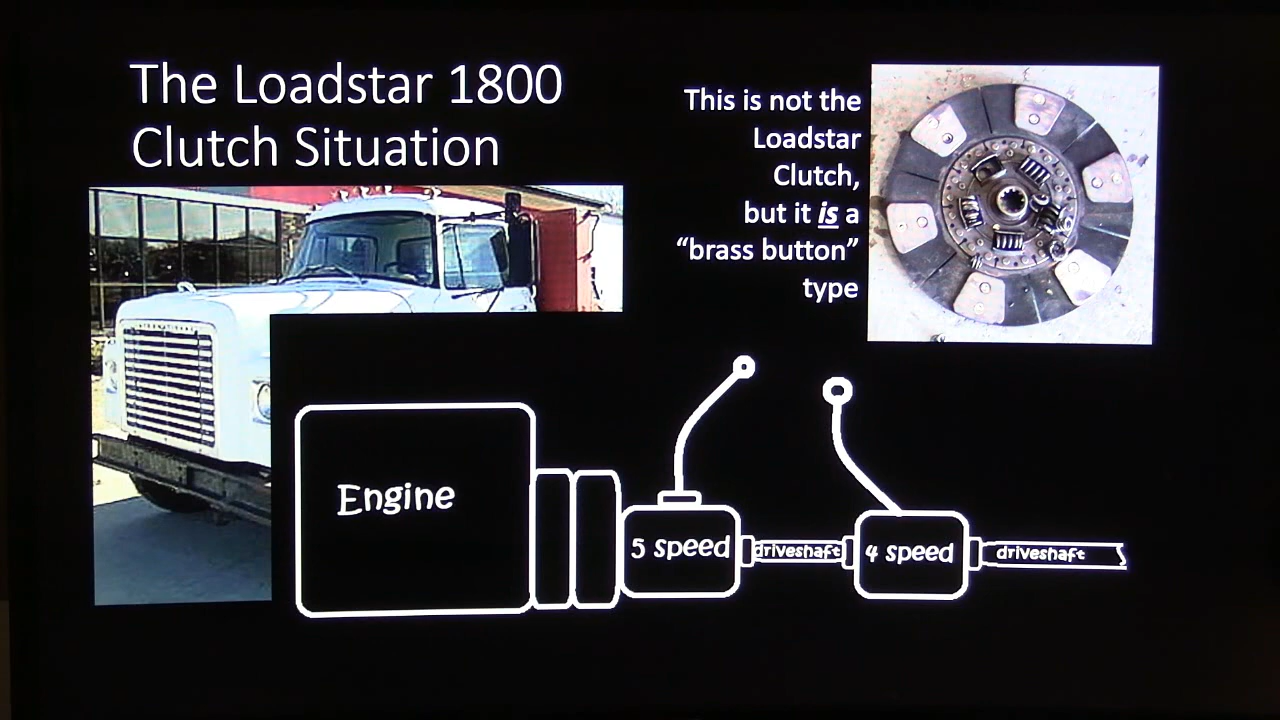 The Loadstar 1800
Clutch Situation
This is not the
Loadstar
Clutch,
but it is a
“brass button”
type
INTERNATIONAL
Engine
5 speed
driveshaft
4 speed
driveshaft